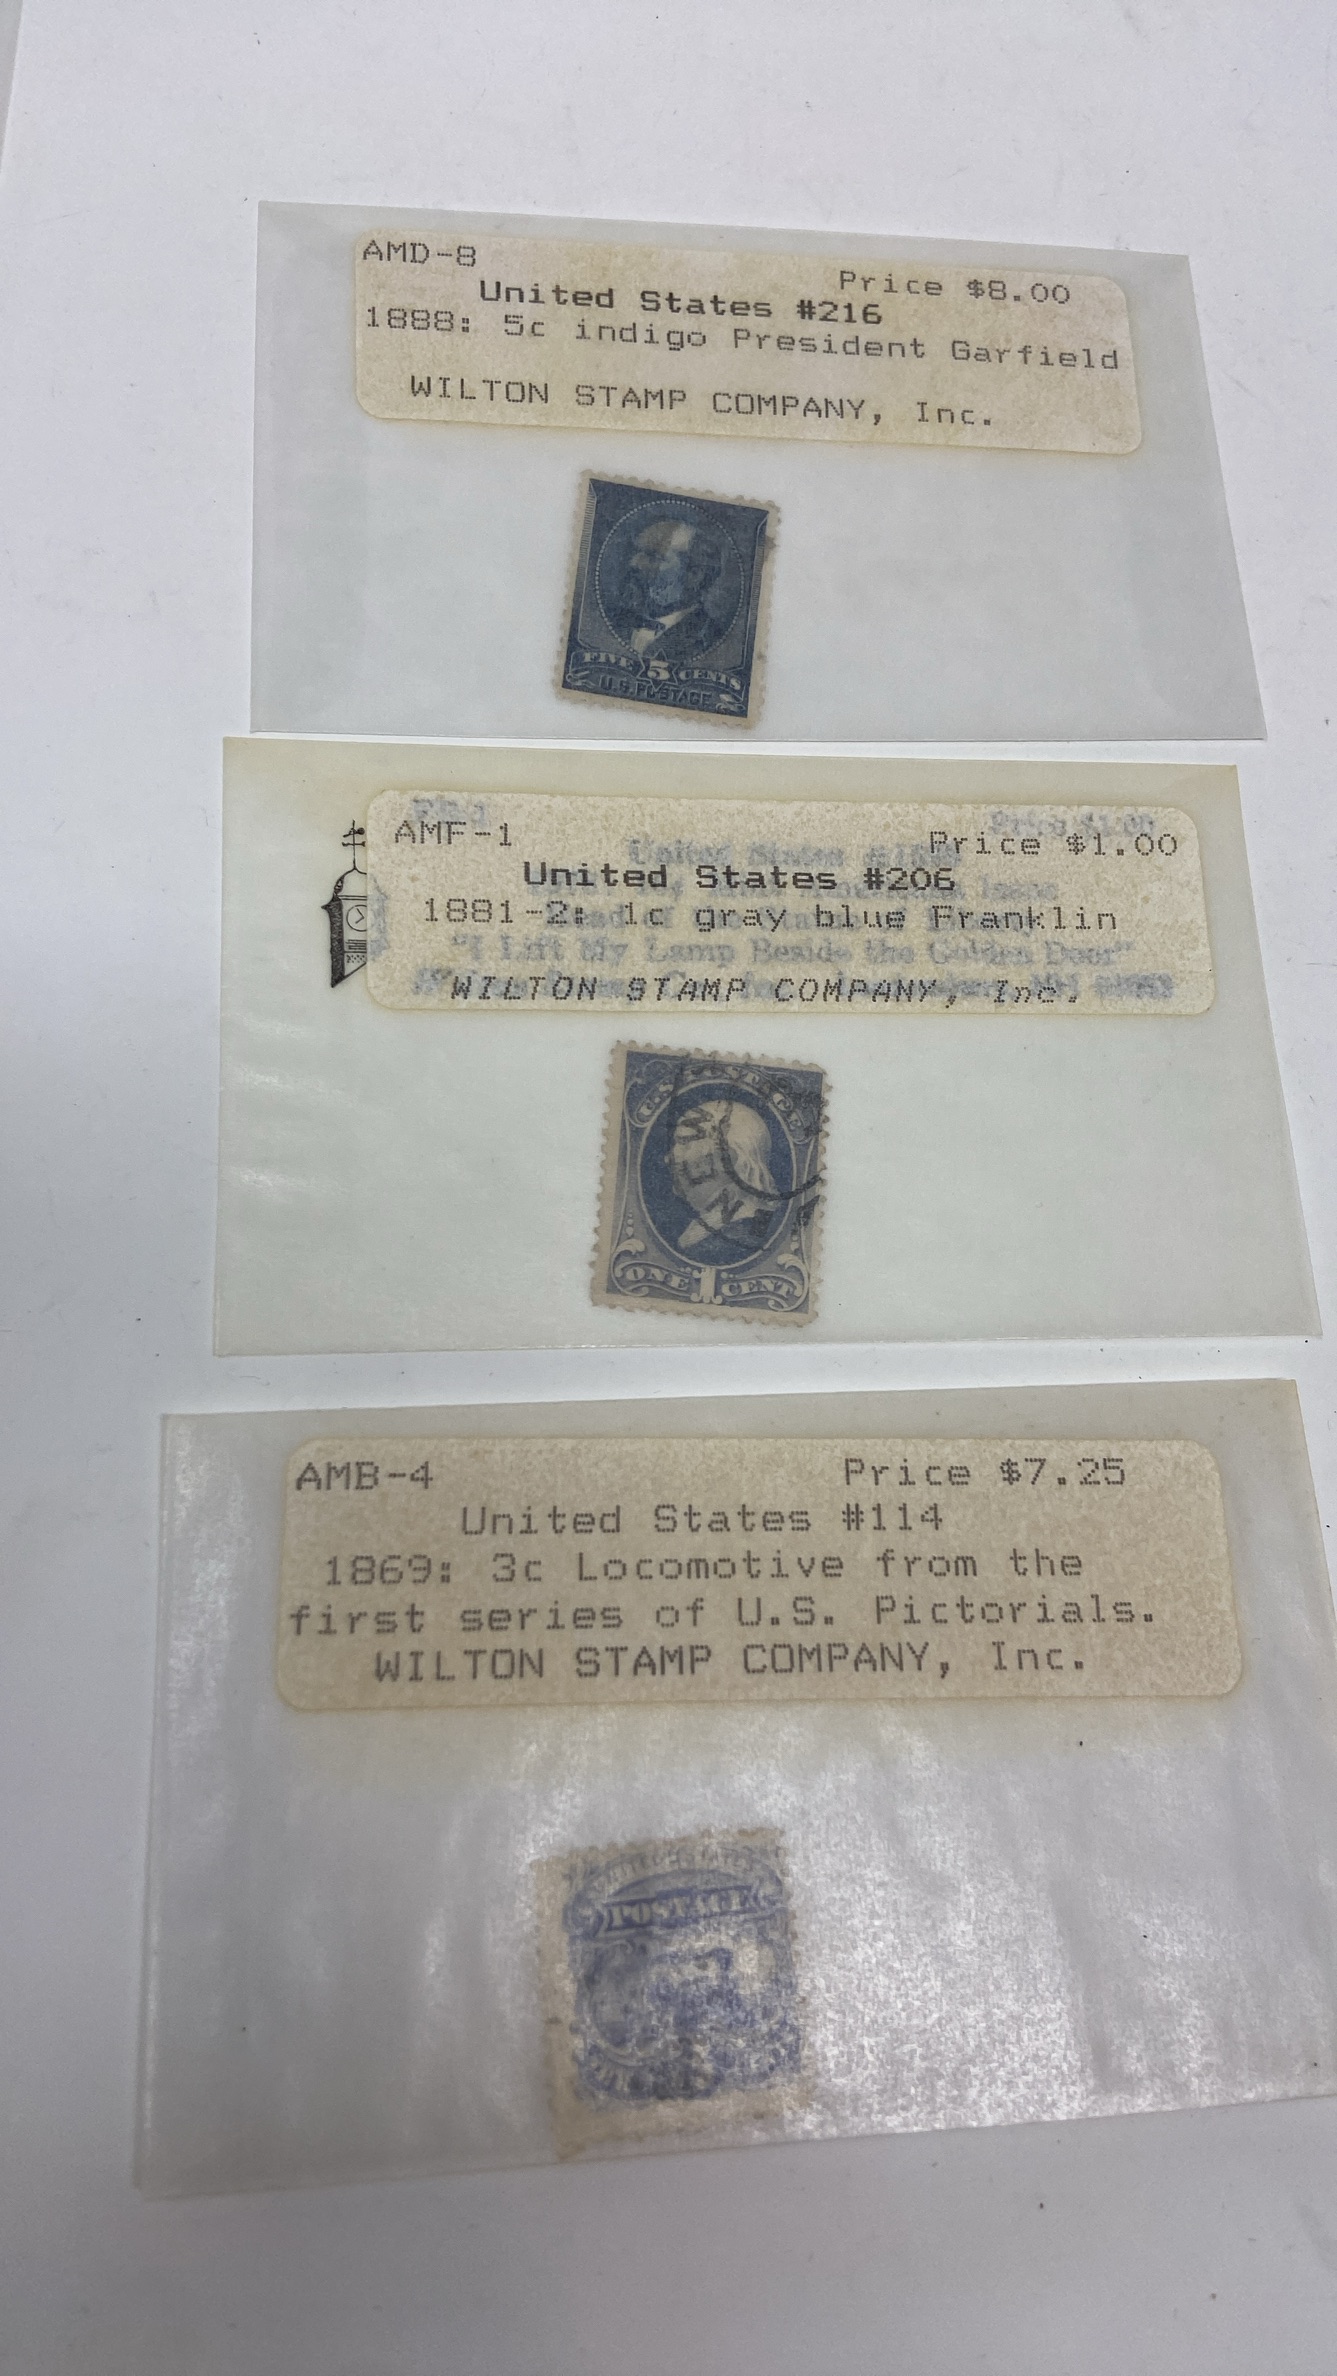 AMD-8
Price $8.00
United States #216
1888: 5c indigo President Garfield
WILTON STAMP COMPANY, Inc.
FIVE 5 CENTS
U.S. POSTAGE
AMF-1
Price $1.00
United States #206
1881-2: 1c gray blue Franklin
"I Lift My Lamp Beside the Golden Door"
WILTON STAMP COMPANY, Inc.
U.S. POSTAGE
NEW
ONE 1 CENT
AMB-4
Price $7.25
United States #114
1869: 3c Locomotive from the
first series of U.S. Pictorials.
WILTON STAMP COMPANY, Inc.
POSTAGE